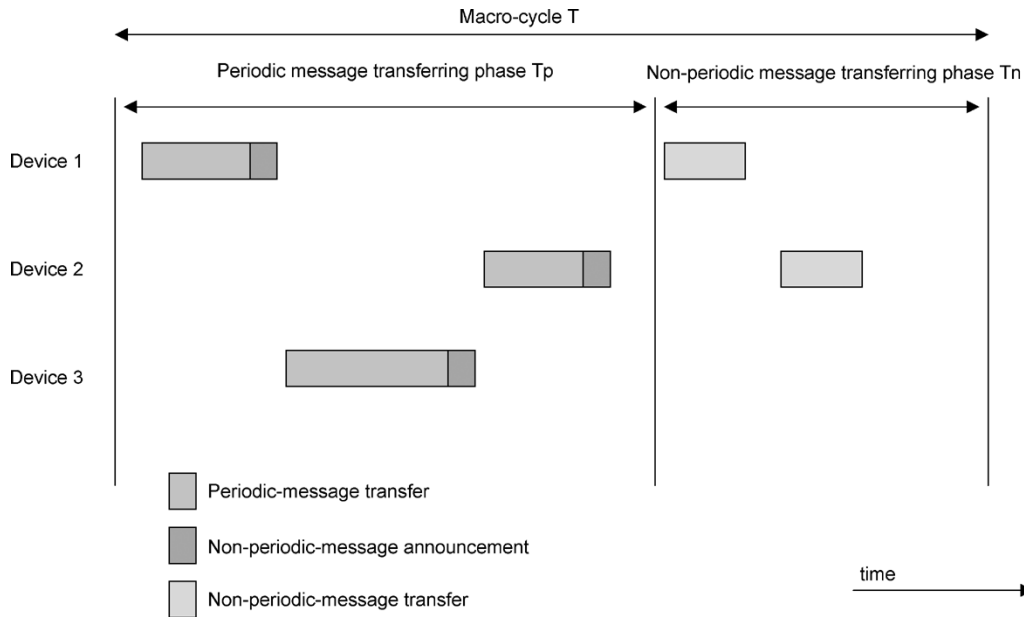 Macro-cycle T
Periodic message transferring phase Tp
Non-periodic message transferring phase Tn
Device 1
Device 2
Device 3
Periodic-message transfer
Non-periodic-message announcement
Non-periodic-message transfer
time